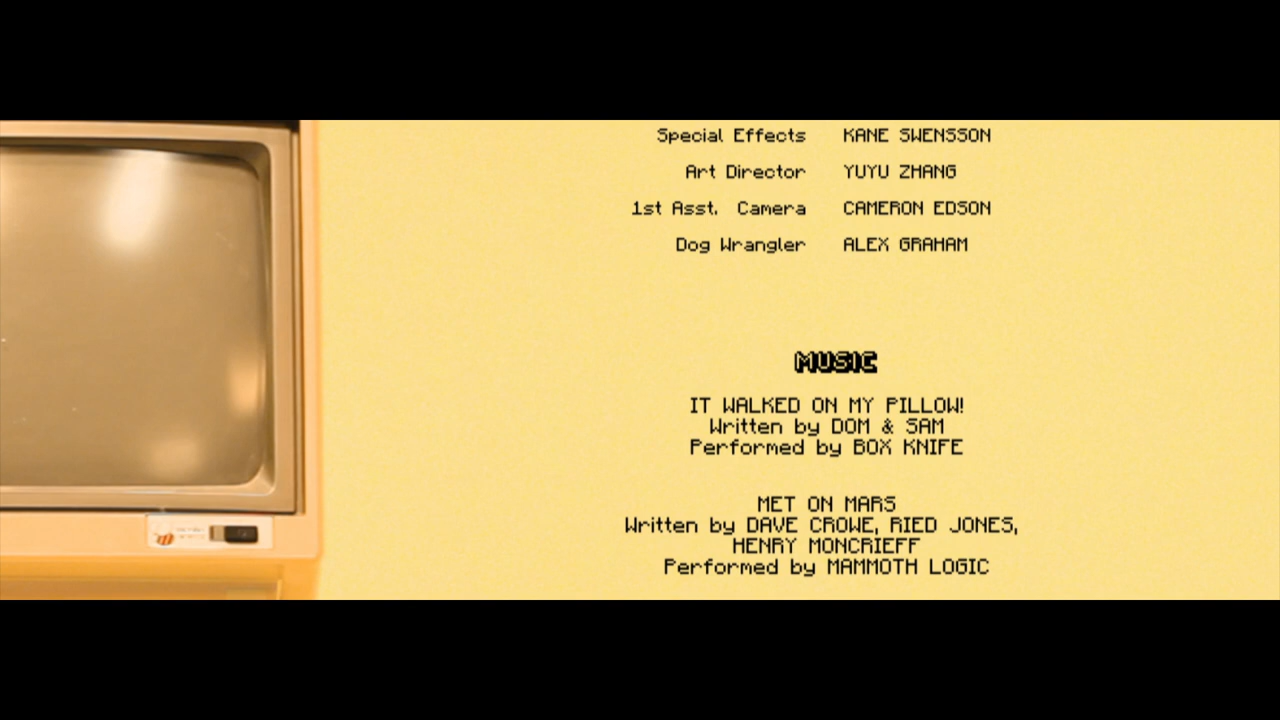 Special Effects KANE SWENSSON
Art Director YUYU ZHANG
1st Asst. Camera CAMERON EDSON
Dog Wrangler ALEX GRAHAM
MUSIC
IT WALKED ON MY PILLOW!
Written by DOM & SAM
Performed by BOX KNIFE
MET ON MARS
Written by DAVE CROWE, RIED JONES,
HENRY MONCRIEFF
Performed by MAMMOTH LOGIC